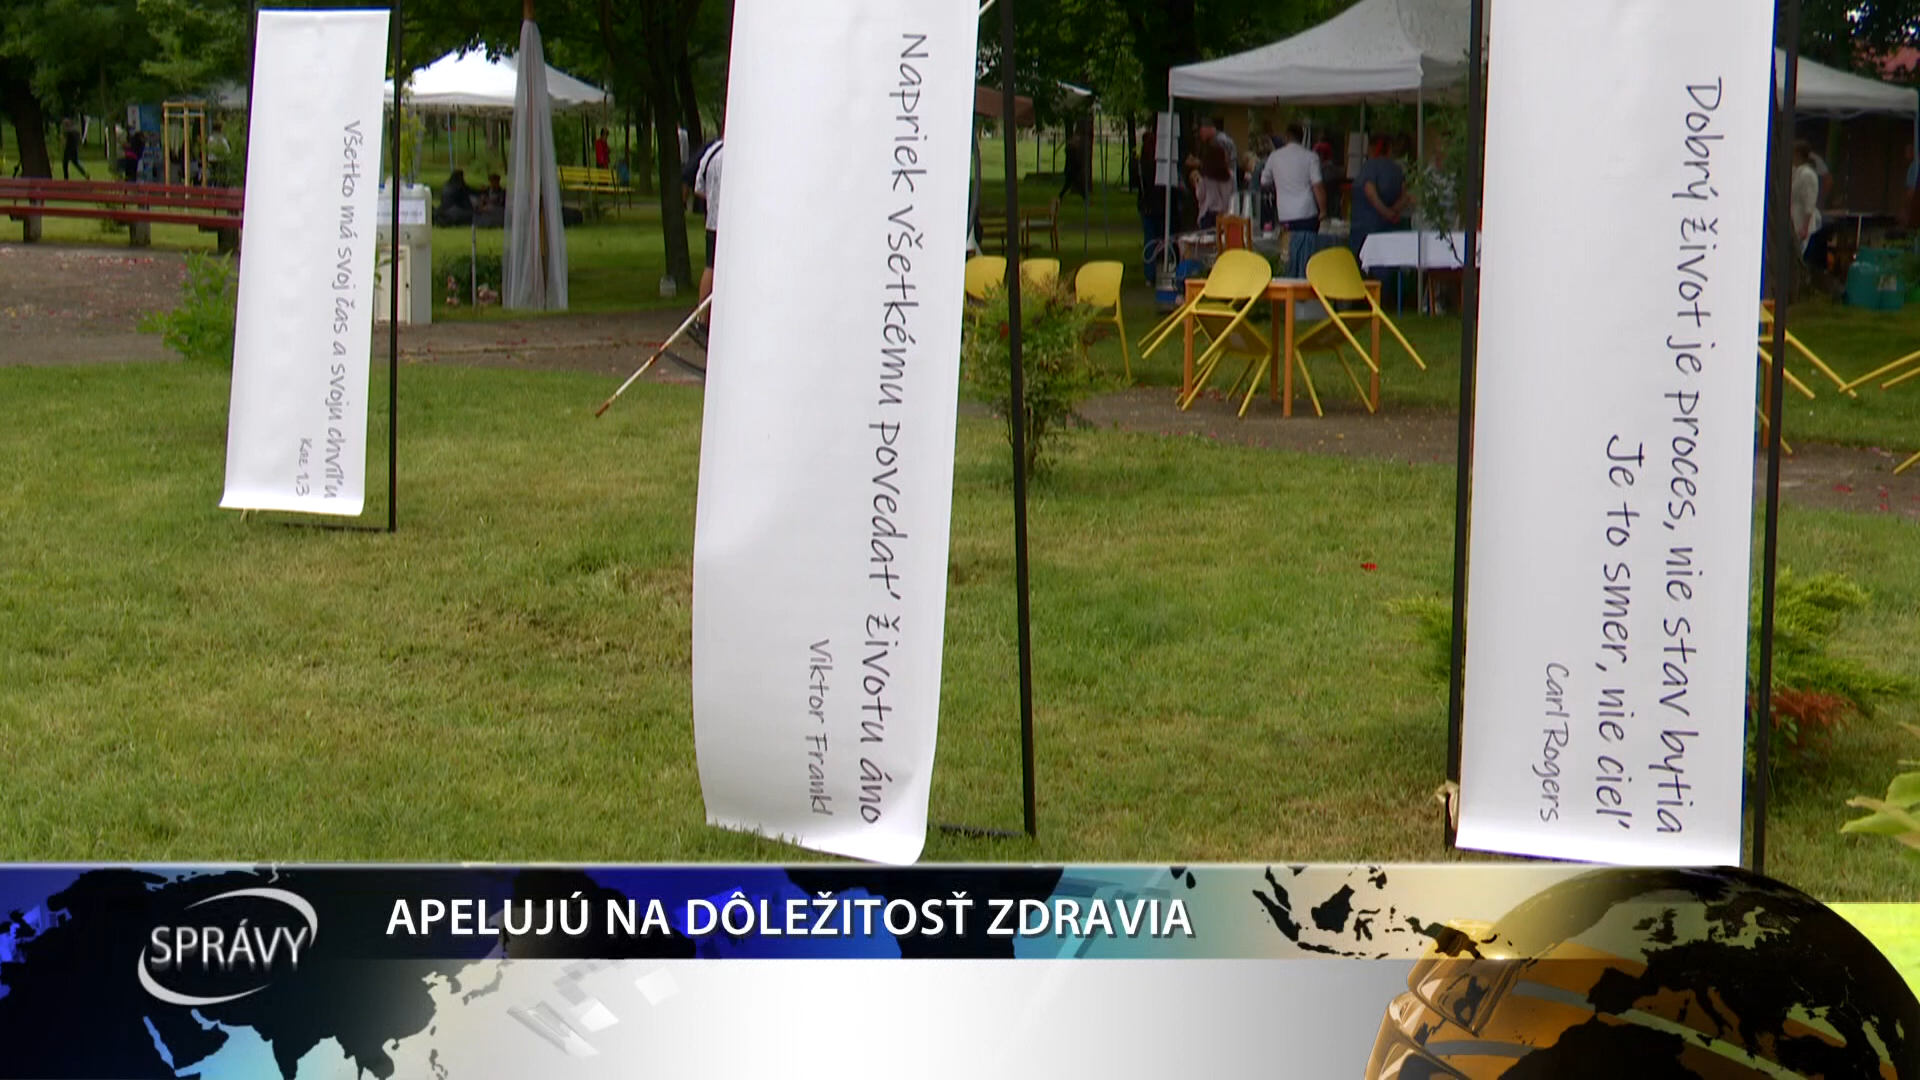 Všetko má svoj čas a svoju chvíľu
Kaz. 1,3
Napriek všetkému povedať životu áno
Viktor Frankl
Dobrý život je proces, nie stav bytia
Je to smer, nie cieľ
Carl Rogers
SPRÁVY
APELUJÚ NA DÔLEŽITOSŤ ZDRAVIA